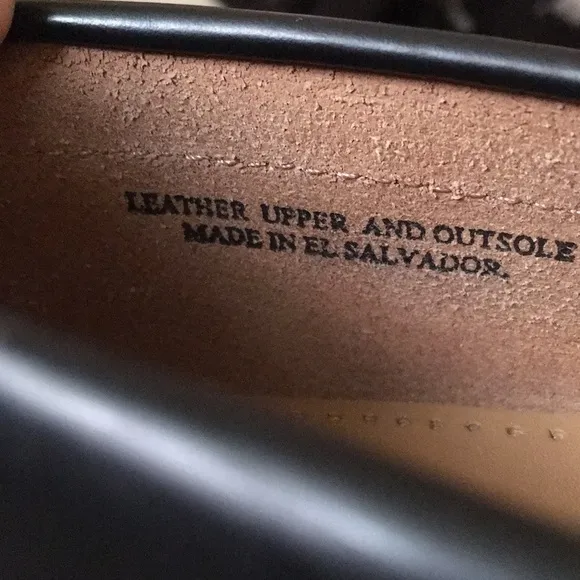 LEATHER UPPER AND OUTSOLE
MADE IN EL SALVADOR.